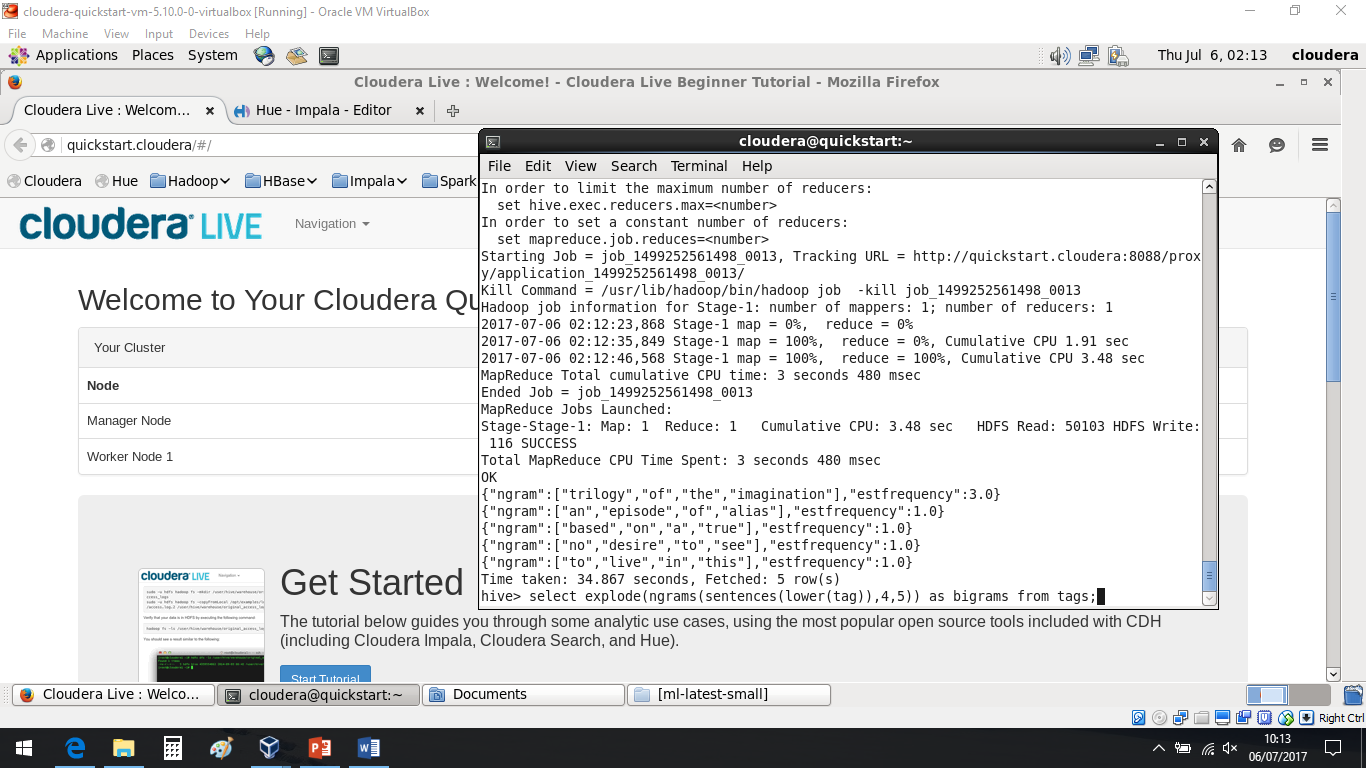 cloudera-quickstart-vm-5.10.0-0-virtualbox [Running] - Oracle VM VirtualBox
File Machine View Input Devices Help
Applications Places System Thu Jul 6, 02:13 cloudera
Cloudera Live : Welcome! - Cloudera Live Beginner Tutorial - Mozilla Firefox
Cloudera Live : Welcom... Hue - Impala - Editor
quickstart.cloudera/#/
Cloudera Hue Hadoop HBase Impala Spark
cloudera LIVE Navigation
Welcome to Your Cloudera Qu
Your Cluster
Node
Manager Node
Worker Node 1
cloudera@quickstart:~
File Edit View Search Terminal Help
In order to limit the maximum number of reducers:
set hive.exec.reducers.max=<number>
In order to set a constant number of reducers:
set mapreduce.job.reduces=<number>
Starting Job = job_1499252561498_0013, Tracking URL = http://quickstart.cloudera:8088/prox
y/application_1499252561498_0013/
Kill Command = /usr/lib/hadoop/bin/hadoop job  -kill job_1499252561498_0013
Hadoop job information for Stage-1: number of mappers: 1; number of reducers: 1
2017-07-06 02:12:23,868 Stage-1 map = 0%,  reduce = 0%
2017-07-06 02:12:35,849 Stage-1 map = 100%,  reduce = 0%, Cumulative CPU 1.91 sec
2017-07-06 02:12:46,568 Stage-1 map = 100%,  reduce = 100%, Cumulative CPU 3.48 sec
MapReduce Total cumulative CPU time: 3 seconds 480 msec
Ended Job = job_1499252561498_0013
MapReduce Jobs Launched:
Stage-Stage-1: Map: 1  Reduce: 1   Cumulative CPU: 3.48 sec   HDFS Read: 50103 HDFS Write:
116 SUCCESS
Total MapReduce CPU Time Spent: 3 seconds 480 msec
OK
{"ngram":["trilogy","of","the","imagination"],"estfrequency":3.0}
{"ngram":["an","episode","of","alias"],"estfrequency":1.0}
{"ngram":["based","on","a","true"],"estfrequency":1.0}
{"ngram":["no","desire","to","see"],"estfrequency":1.0}
{"ngram":["to","live","in","this"],"estfrequency":1.0}
Time taken: 34.867 seconds, Fetched: 5 row(s)
hive> select explode(ngrams(sentences(lower(tag)),4,5)) as bigrams from tags;
cloudera LIVE
Get Started
The tutorial below guides you through some analytic use cases, using the most popular open source tools included with CDH
(including Cloudera Impala, Cloudera Search, and Hue).
Start Tutorial
Cloudera Live : Welco... cloudera@quickstart:~ Documents [ml-latest-small]
Right Ctrl
10:13
06/07/2017